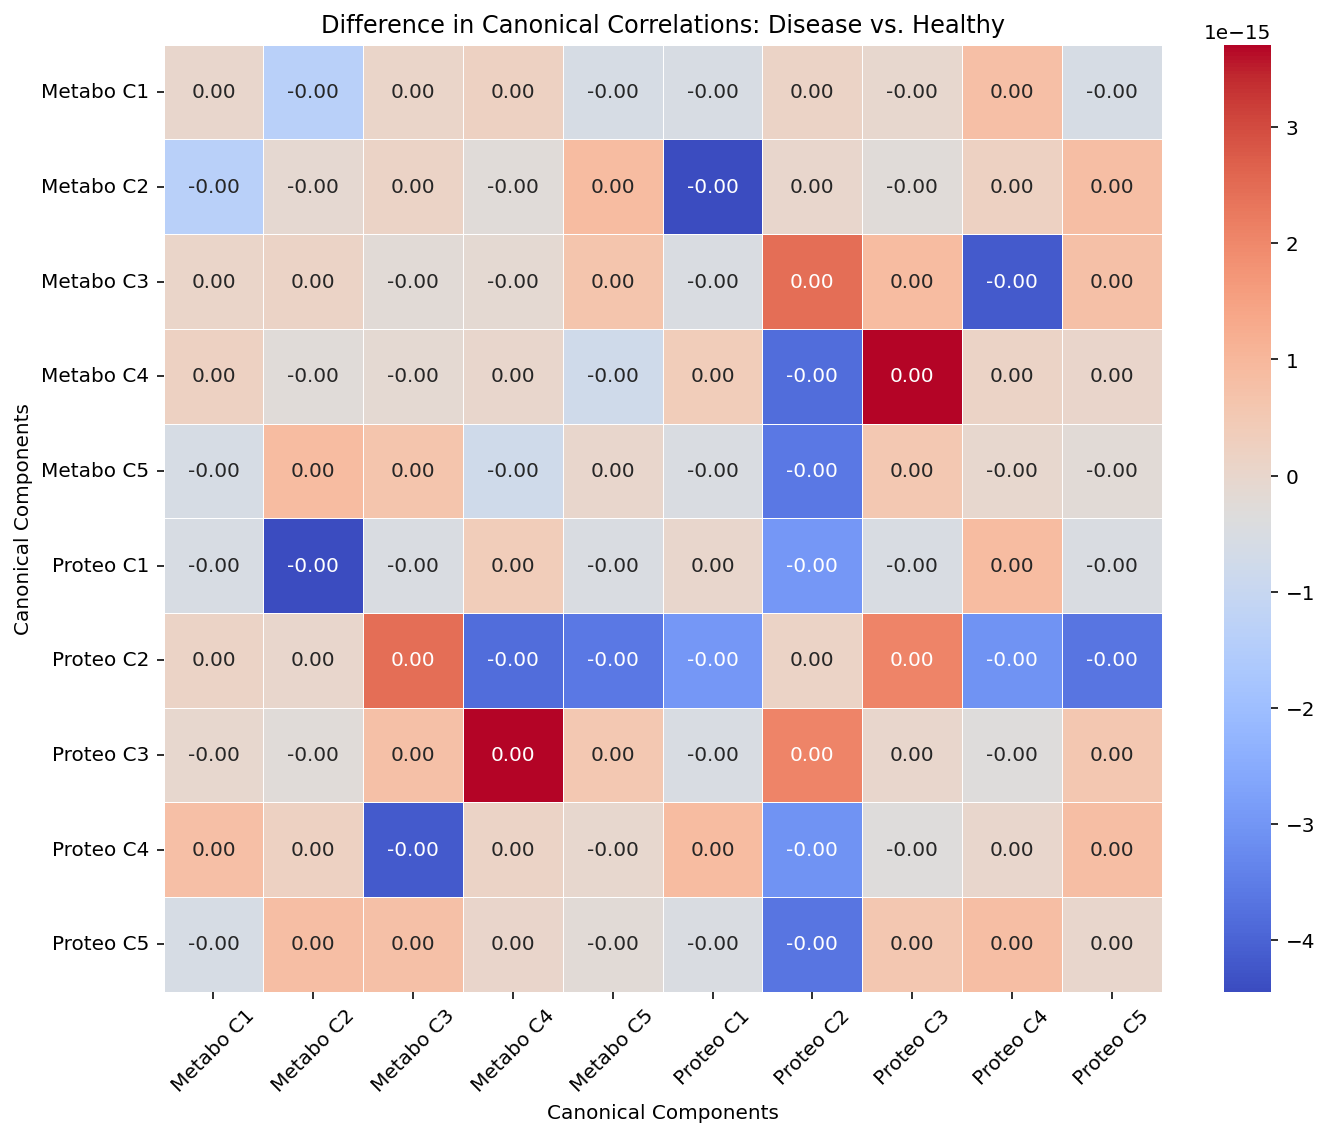 Difference in Canonical Correlations: Disease vs. Healthy
1e−15
Metabo C1 0.00 -0.00 0.00 0.00 -0.00 -0.00 0.00 -0.00 0.00 -0.00
Metabo C2 -0.00 -0.00 0.00 -0.00 0.00 -0.00 0.00 -0.00 0.00 0.00
Metabo C3 0.00 0.00 -0.00 -0.00 0.00 -0.00 0.00 0.00 -0.00 0.00
Metabo C4 0.00 -0.00 -0.00 0.00 -0.00 0.00 -0.00 0.00 0.00 0.00
Metabo C5 -0.00 0.00 0.00 -0.00 0.00 -0.00 -0.00 0.00 -0.00 -0.00
Proteo C1 -0.00 -0.00 -0.00 0.00 -0.00 0.00 -0.00 -0.00 0.00 -0.00
Proteo C2 0.00 0.00 0.00 -0.00 -0.00 -0.00 0.00 0.00 -0.00 -0.00
Proteo C3 -0.00 -0.00 0.00 0.00 0.00 -0.00 0.00 0.00 -0.00 0.00
Proteo C4 0.00 0.00 -0.00 0.00 -0.00 0.00 -0.00 -0.00 0.00 0.00
Proteo C5 -0.00 0.00 0.00 0.00 -0.00 -0.00 -0.00 0.00 0.00 0.00
Canonical Components
Metabo C1 Metabo C2 Metabo C3 Metabo C4 Metabo C5 Proteo C1 Proteo C2 Proteo C3 Proteo C4 Proteo C5
Canonical Components
3
2
1
0
−1
−2
−3
−4